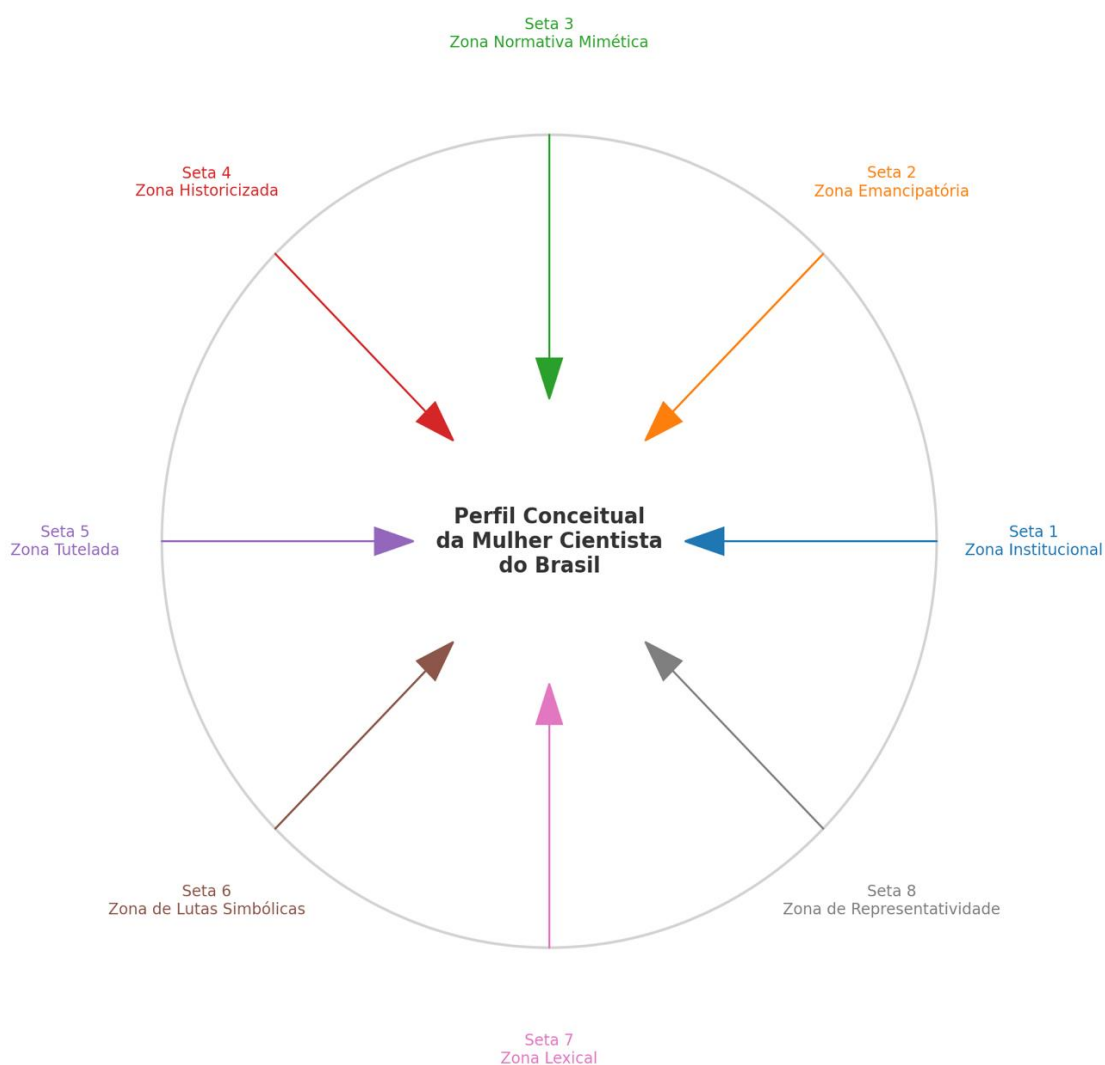 Seta 3
Zona Normativa Mimética
Seta 4
Zona Historicizada
Seta 2
Zona Emancipatória
Perfil Conceitual
da Mulher Cientista
do Brasil
Seta 5
Zona Tutelada
Seta 1
Zona Institucional
Seta 6
Zona de Lutas Simbólicas
Seta 8
Zona de Representatividade
Seta 7
Zona Lexical